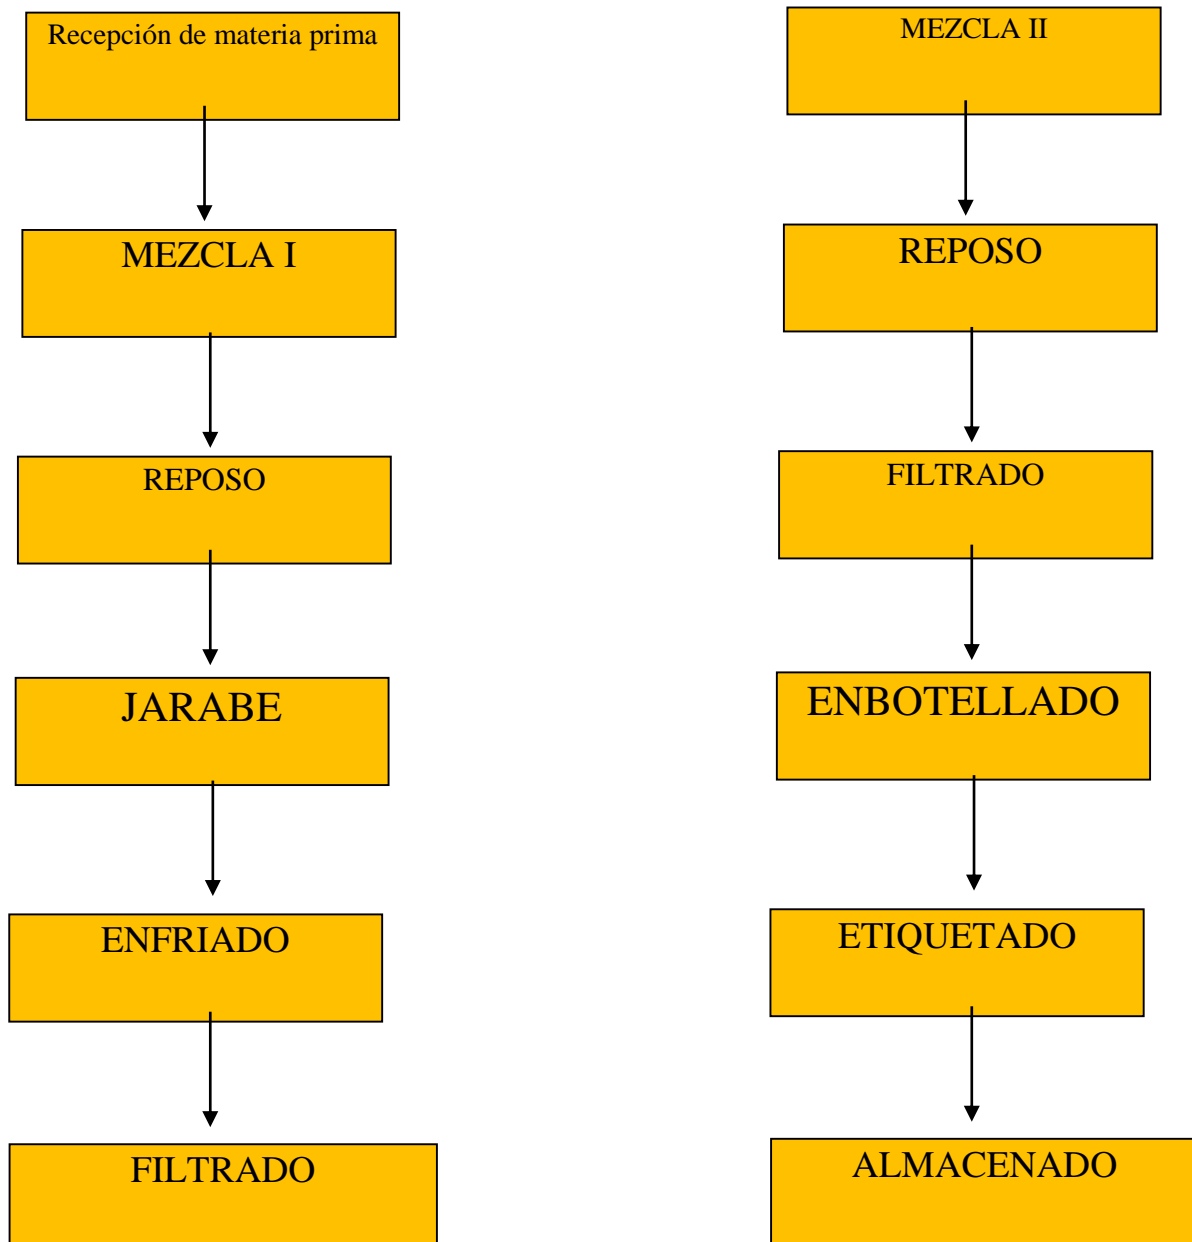 Recepción de materia prima
MEZCLA I
REPOSO
JARABE
ENFRIADO
FILTRADO
MEZCLA II
REPOSO
FILTRADO
ENBOTELLADO
ETIQUETADO
ALMACENADO